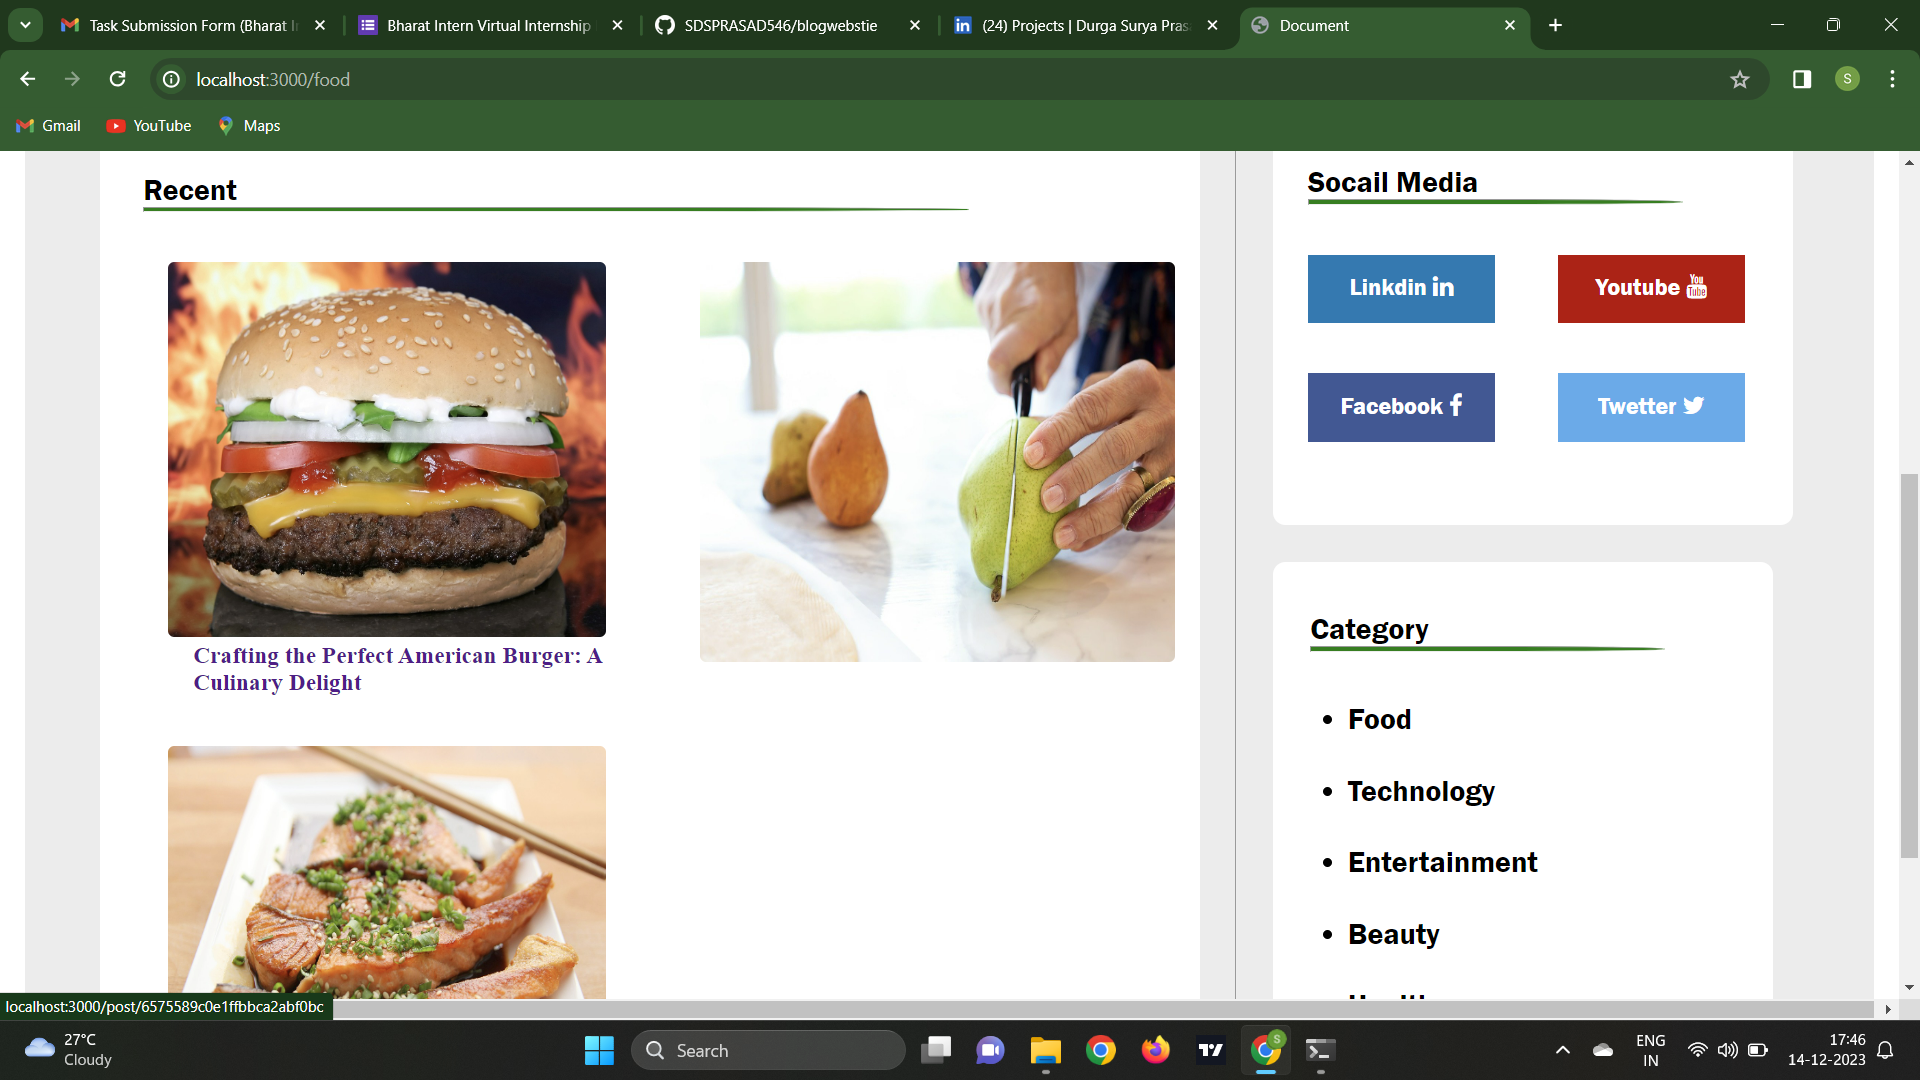 Task Submission Form (Bharat I
Bharat Intern Virtual Internship
SDSPRASAD546/blogwebstie
(24) Projects | Durga Surya Pras
Document
localhost:3000/food
S
Gmail
YouTube
Maps
Recent
Crafting the Perfect American Burger: A
Culinary Delight
Socail Media
Linkdin in
Youtube You Tube
Facebook f
Twetter
Category
Food
Technology
Entertainment
Beauty
localhost:3000/post/6575589c0e1ffbbca2abf0bc
27°C
Cloudy
Search
S
ENG
IN
17:46
14-12-2023